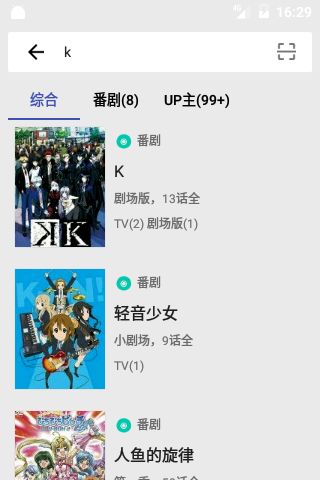 16:29
k
综合
番剧(8)
UP主(99+)
番剧
K
剧场版，13话全
TV(2) 剧场版(1)
番剧
轻音少女
小剧场，9话全
TV(1)
番剧
人鱼的旋律